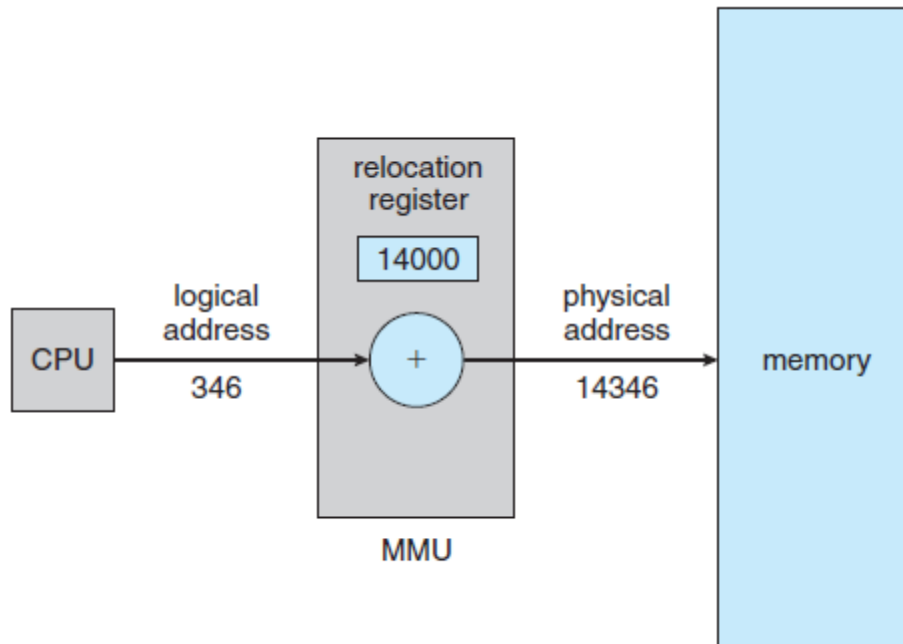 relocation
register
14000
logical
address
physical
address
CPU
+
memory
346
14346
MMU